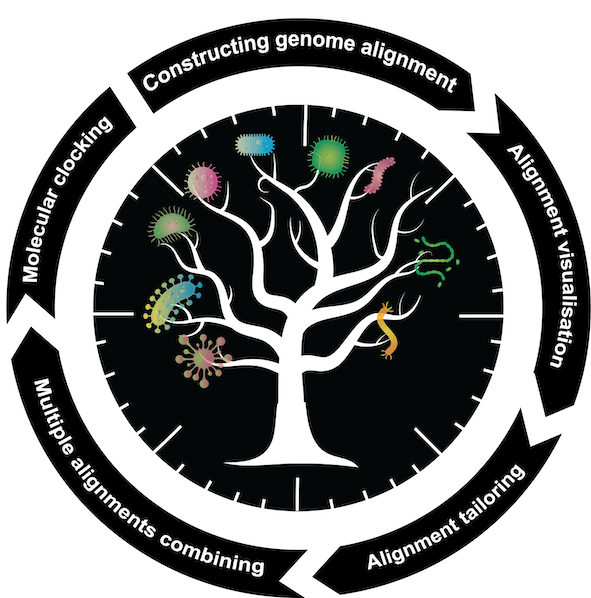 Constructing genome alignment
Alignment visualisation
Alignment tailoring
Multiple alignments combining
Molecular clocking